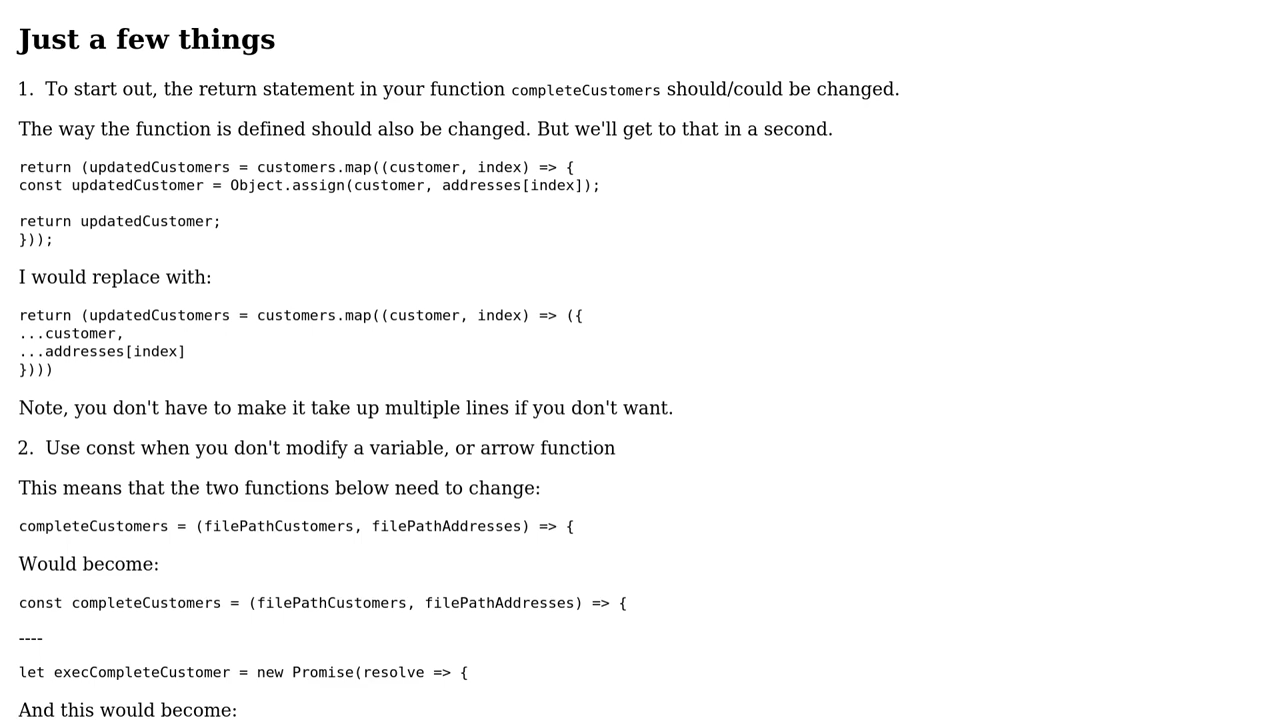 Just a few things
1. To start out, the return statement in your function completeCustomers should/could be changed.
The way the function is defined should also be changed. But we'll get to that in a second.
return (updatedCustomers = customers.map((customer, index) => {
const updatedCustomer = Object.assign(customer, addresses[index]);
return updatedCustomer;
}));
I would replace with:
return (updatedCustomers = customers.map((customer, index) => ({
...customer,
...addresses[index]
})))
Note, you don't have to make it take up multiple lines if you don't want.
2. Use const when you don't modify a variable, or arrow function
This means that the two functions below need to change:
completeCustomers = (filePathCustomers, filePathAddresses) => {
Would become:
const completeCustomers = (filePathCustomers, filePathAddresses) => {
----
let execCompleteCustomer = new Promise(resolve => {
And this would become: